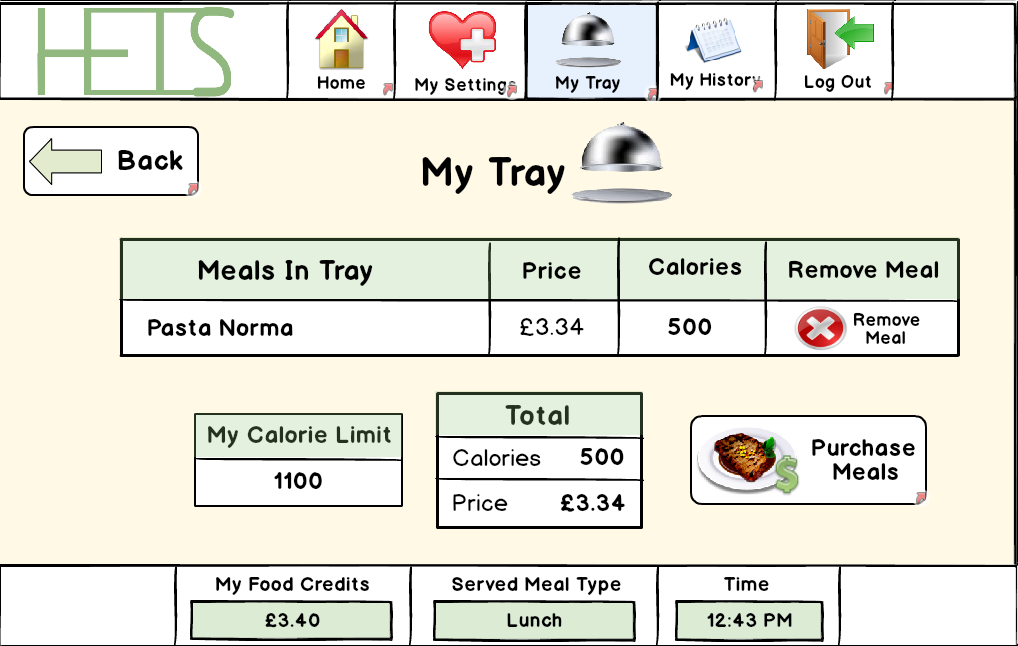 HETS
Home
My Settings
My Tray
My History
Log Out
Back
My Tray
Meals In Tray
Price
Calories
Remove Meal
Pasta Norma
£3.34
500
Remove
Meal
My Calorie Limit
1100
Total
Calories 500
Price £3.34
$
Purchase
Meals
My Food Credits
£3.40
Served Meal Type
Lunch
Time
12:43 PM